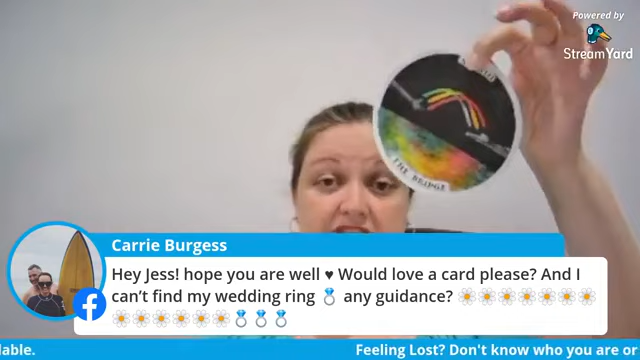 Powered by
StreamYard
THE BRIDGE
Carrie Burgess
Hey Jess! hope you are well ♥ Would love a card please? And I
can't find my wedding ring 💍 any guidance? 🌼🌼🌼🌼🌼🌼🌼
🌼🌼🌼🌼🌼🌼💍💍💍
lable.
Feeling Lost? Don't know who you are or